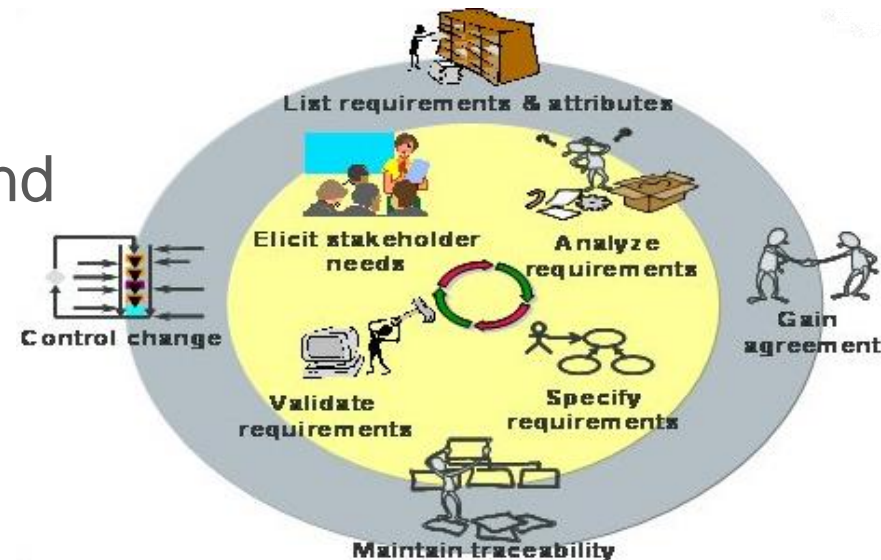 List requirements & attributes
nd
Elicit stakeholder
needs
Analyze
requirements
Control change
Gain
agreement
Validate
requirements
Specify
requirements
Maintain traceability